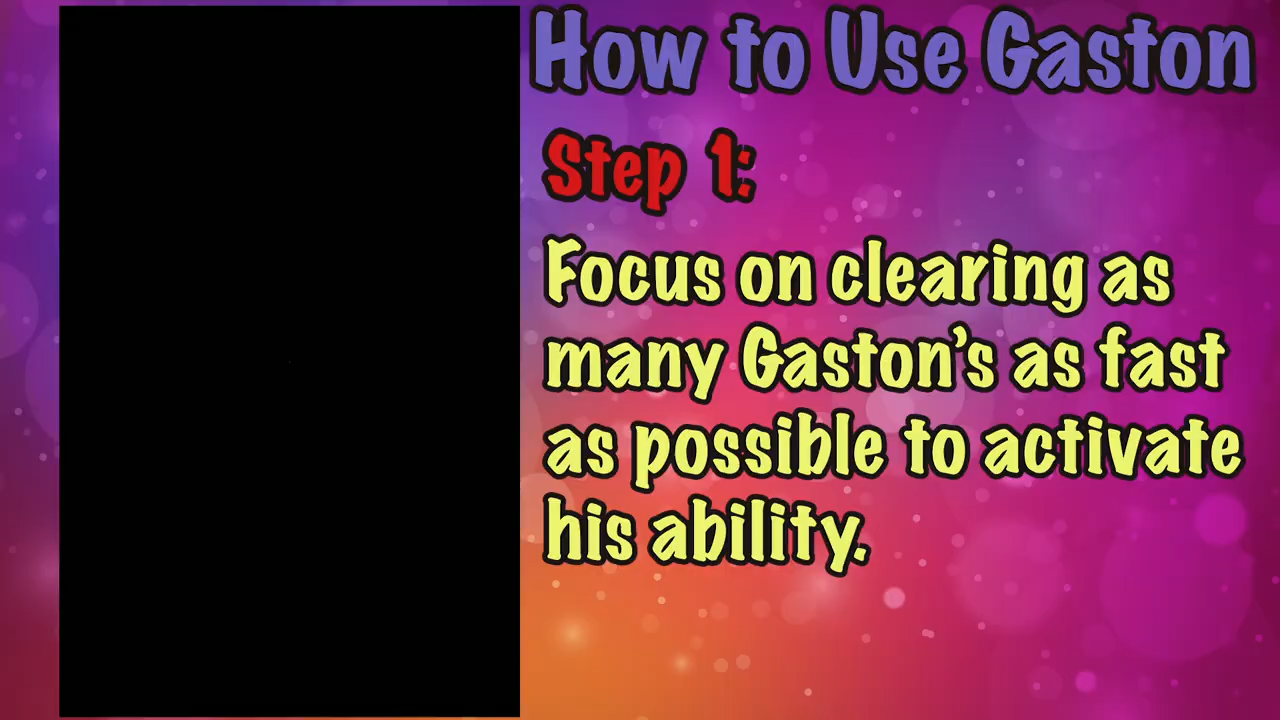 How to Use Gaston
Step 1:
Focus on clearing as
many Gaston's as fast
as possible to activate
his ability.